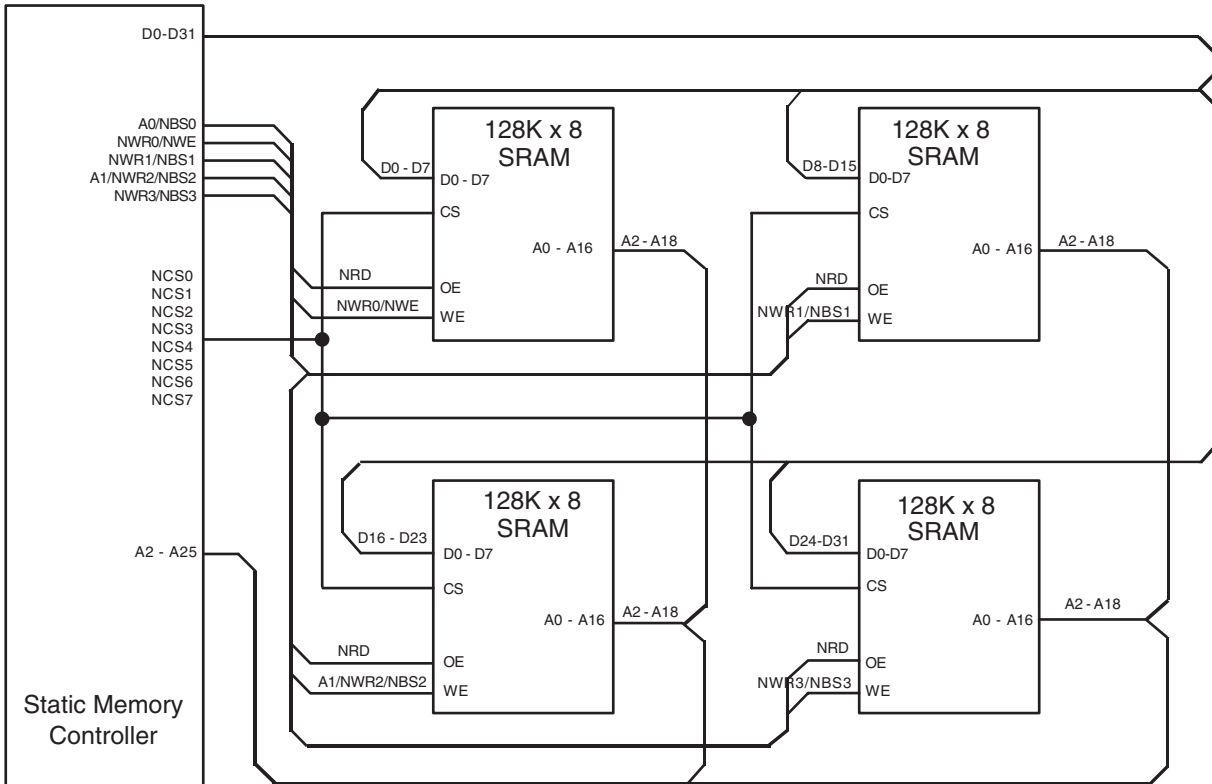 D0-D31
A0/NBS0
NWR0/NWE
NWR1/NBS1
A1/NWR2/NBS2
NWR3/NBS3
NCS0
NCS1
NCS2
NCS3
NCS4
NCS5
NCS6
NCS7
A2 - A25
Static Memory
Controller
128K x 8
SRAM
D0 - D7
D0 - D7
CS
A0 - A16
A2 - A18
NRD
OE
NWR0/NWE
WE
128K x 8
SRAM
D8-D15
D0-D7
CS
A0 - A16
A2 - A18
NRD
OE
NWR1/NBS1
WE
128K x 8
SRAM
D16 - D23
D0 - D7
CS
A0 - A16
A2 - A18
NRD
OE
A1/NWR2/NBS2
WE
128K x 8
SRAM
D24-D31
D0-D7
CS
A0 - A16
A2 - A18
NRD
OE
NWR3/NBS3
WE